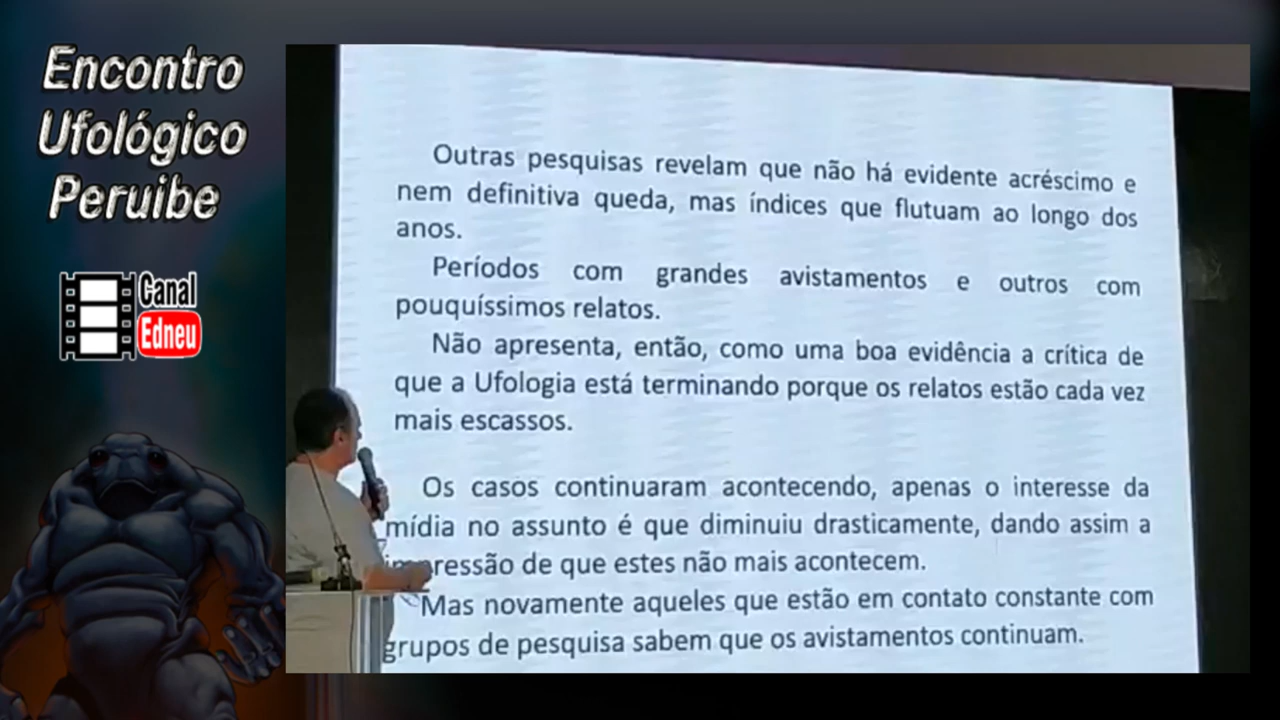 Encontro
Ufológico
Peruibe
Canal
Edneu
Outras pesquisas revelam que não há evidente acréscimo e
nem definitiva queda, mas índices que flutuam ao longo dos
anos.
Períodos com grandes avistamentos e outros com
pouquíssimos relatos.
Não apresenta, então, como uma boa evidência a crítica de
que a Ufologia está terminando porque os relatos estão cada vez
mais escassos.
Os casos continuaram acontecendo, apenas o interesse da
mídia no assunto é que diminuiu drasticamente, dando assim a
impressão de que estes não mais acontecem.
Mas novamente aqueles que estão em contato constante com
grupos de pesquisa sabem que os avistamentos continuam.